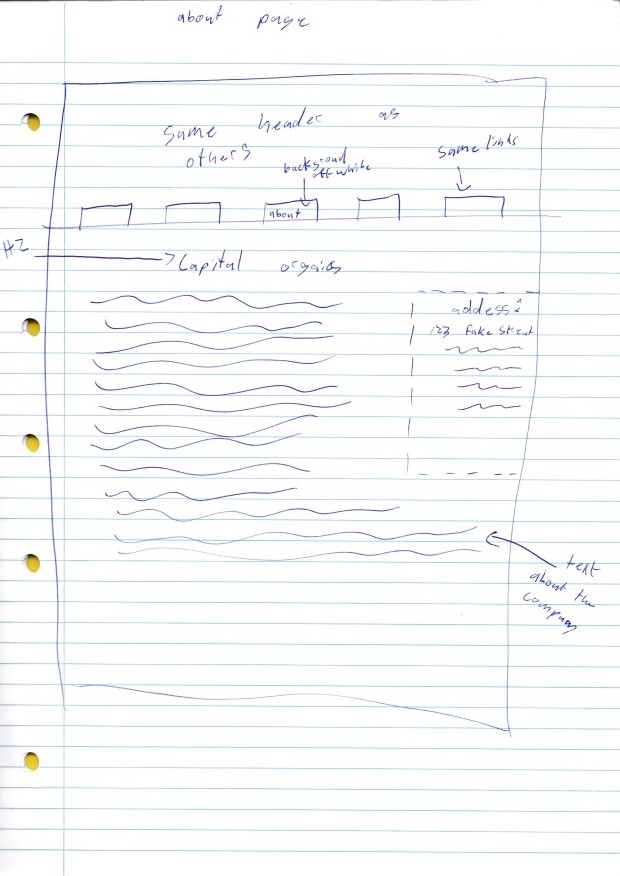 about page
Same header as
others
background
off white
same links
about
H2
Capital organics
address:
123 fake street
text
about the
company